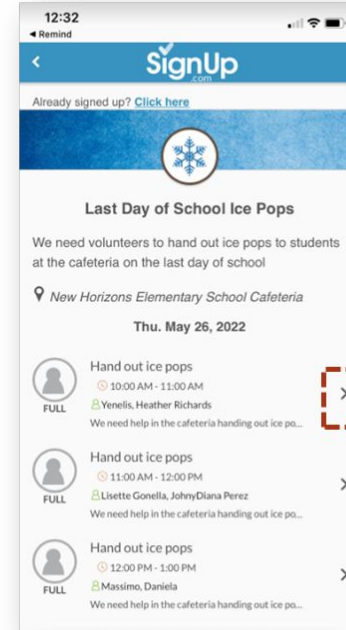 12:32
◀ Remind
SignUp
.com
Already signed up? Click here
Last Day of School Ice Pops
We need volunteers to hand out ice pops to students
at the cafeteria on the last day of school
New Horizons Elementary School Cafeteria
Thu. May 26, 2022
Hand out ice pops
10:00 AM - 11:00 AM
Yenelis, Heather Richards
FULL
We need help in the cafeteria handing out ice po...
Hand out ice pops
11:00 AM - 12:00 PM
Lisette Gonella, JohnyDiana Perez
FULL
We need help in the cafeteria handing out ice po...
Hand out ice pops
12:00 PM - 1:00 PM
Massimo, Daniela
FULL
We need help in the cafeteria handing out ice po...